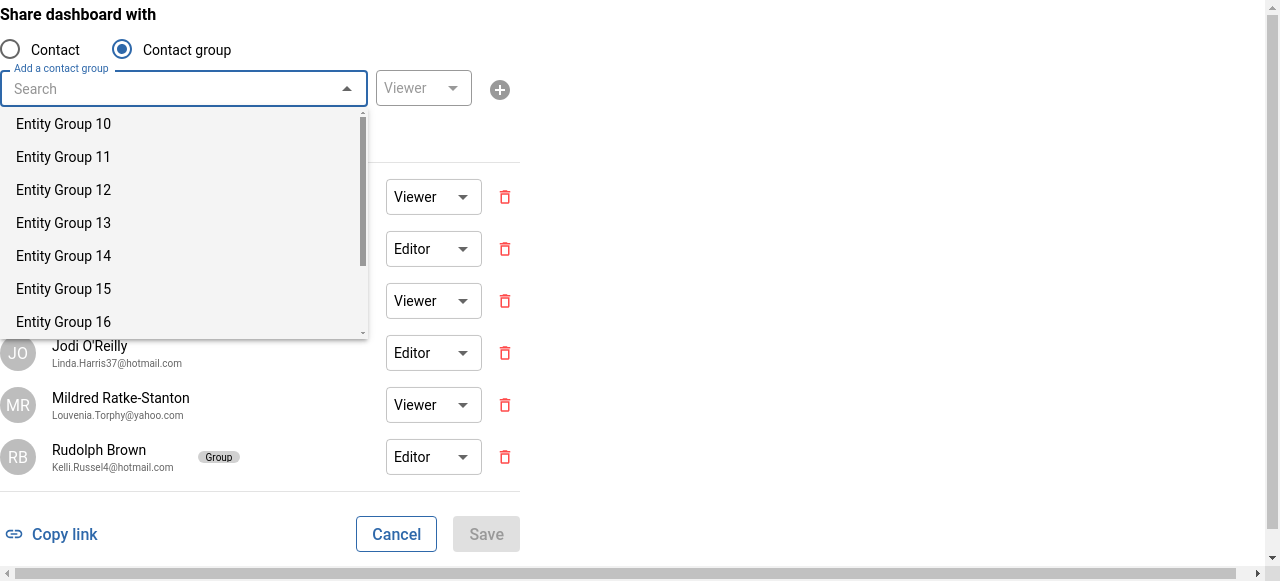 Share dashboard with
Contact
Contact group
Add a contact group
Search
Viewer
Entity Group 10
Entity Group 11
Entity Group 12
Entity Group 13
Entity Group 14
Entity Group 15
Entity Group 16
Viewer
Editor
Viewer
JO
Jodi O'Reilly
Linda.Harris37@hotmail.com
Editor
MR
Mildred Ratke-Stanton
Louvenia.Torphy@yahoo.com
Viewer
RB
Rudolph Brown
Kelli.Russel4@hotmail.com
Group
Editor
Copy link
Cancel
Save